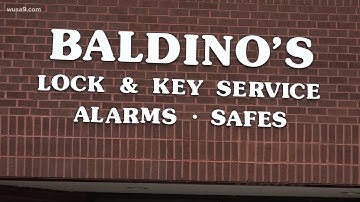 wusa9.com
BALDINO'S
LOCK & KEY SERVICE
ALARMS · SAFES